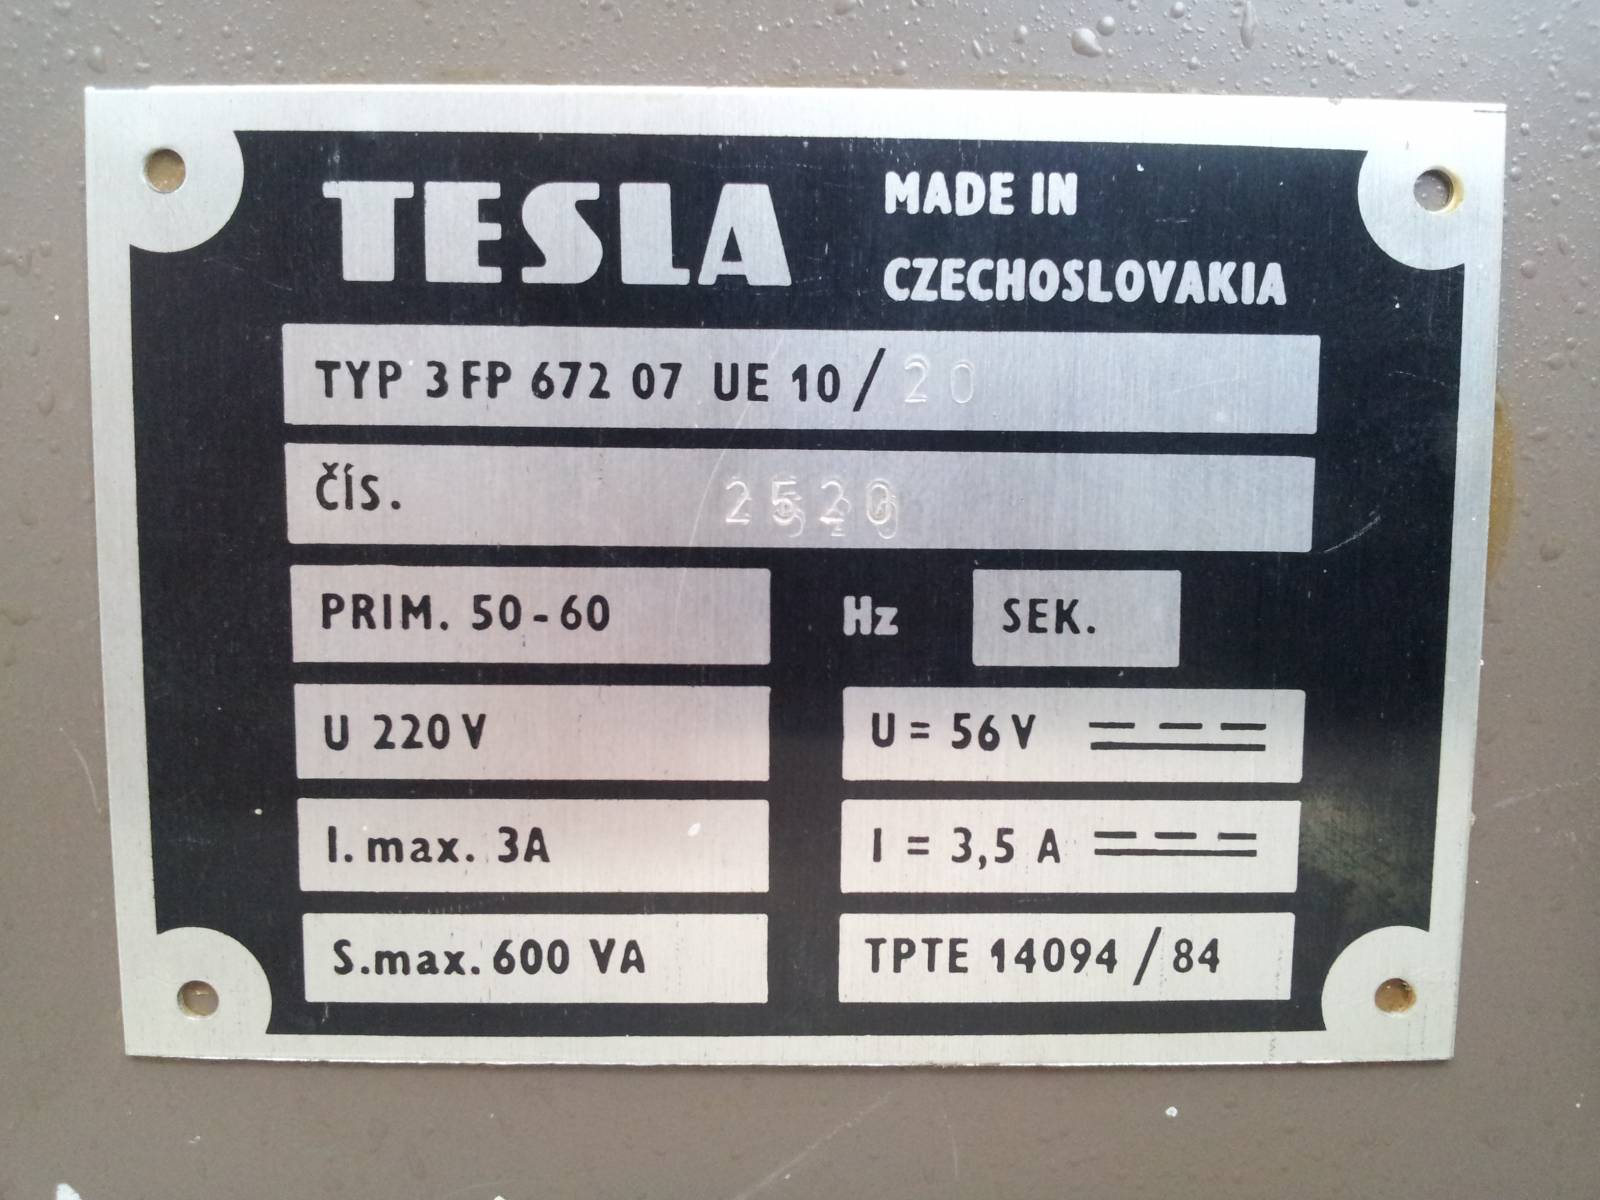 TESLA
MADE IN
CZECHOSLOVAKIA
TYP 3 FP 672 07 UE 10/20
ČÍS. 2520
PRIM. 50-60 Hz SEK.
U 220 V
U = 56 V
I. max. 3A
I = 3,5 A
S.max. 600 VA
TPTE 14094/84